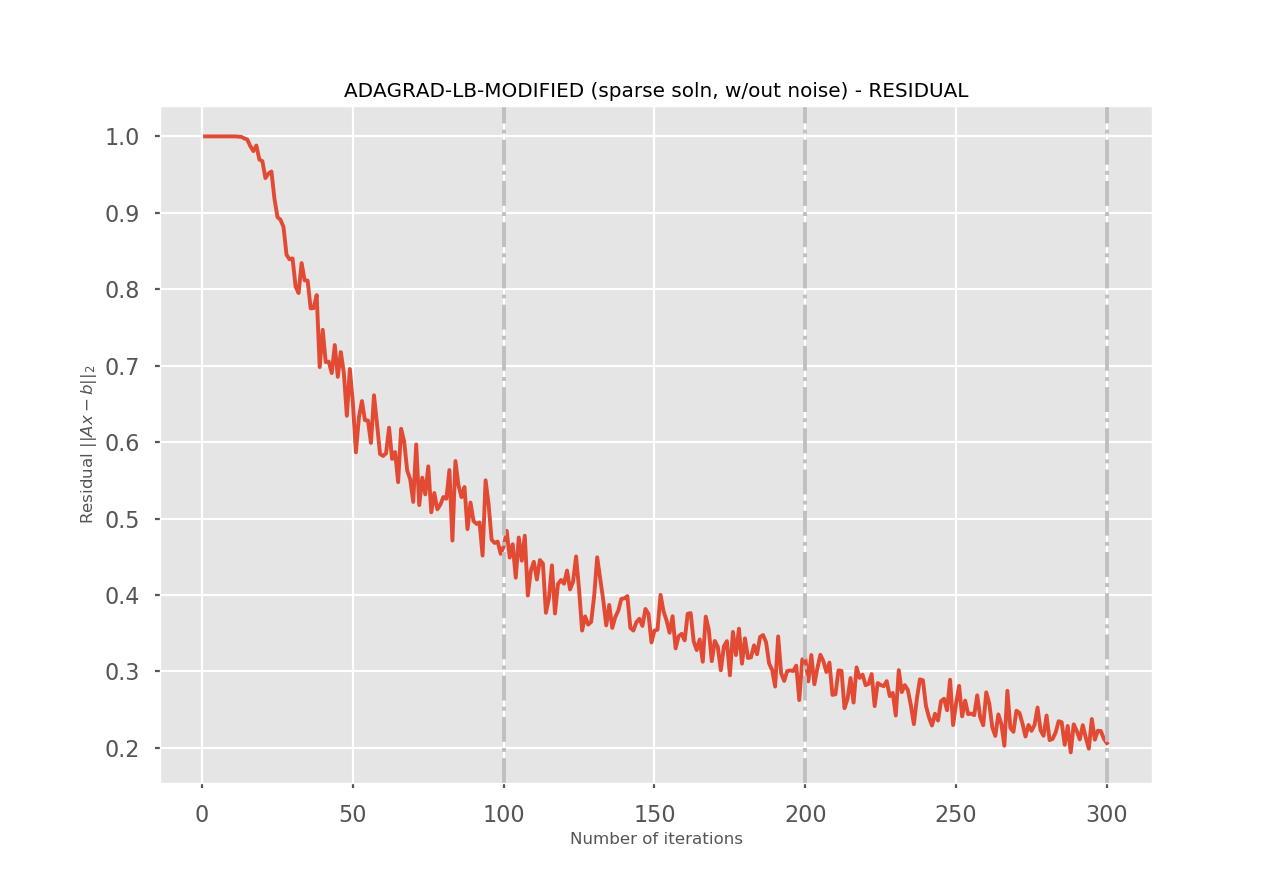 ADAGRAD-LB-MODIFIED (sparse soln, w/out noise) - RESIDUAL
1.0
0.9
0.8
0.7
0.6
0.5
0.4
0.3
0.2
Residual ||Ax − b||₂
0 50 100 150 200 250 300
Number of iterations